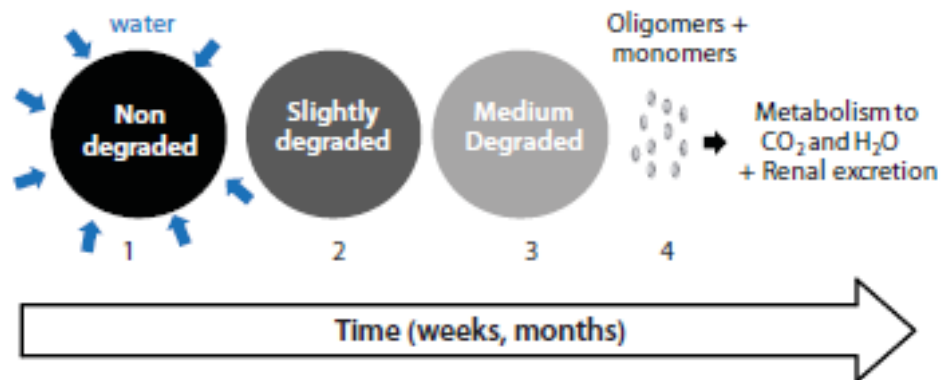 water
Non
degraded
Slightly
degraded
Medium
Degraded
Oligomers +
monomers
Metabolism to
CO₂ and H₂O
+ Renal excretion
1
2
3
4
Time (weeks, months)